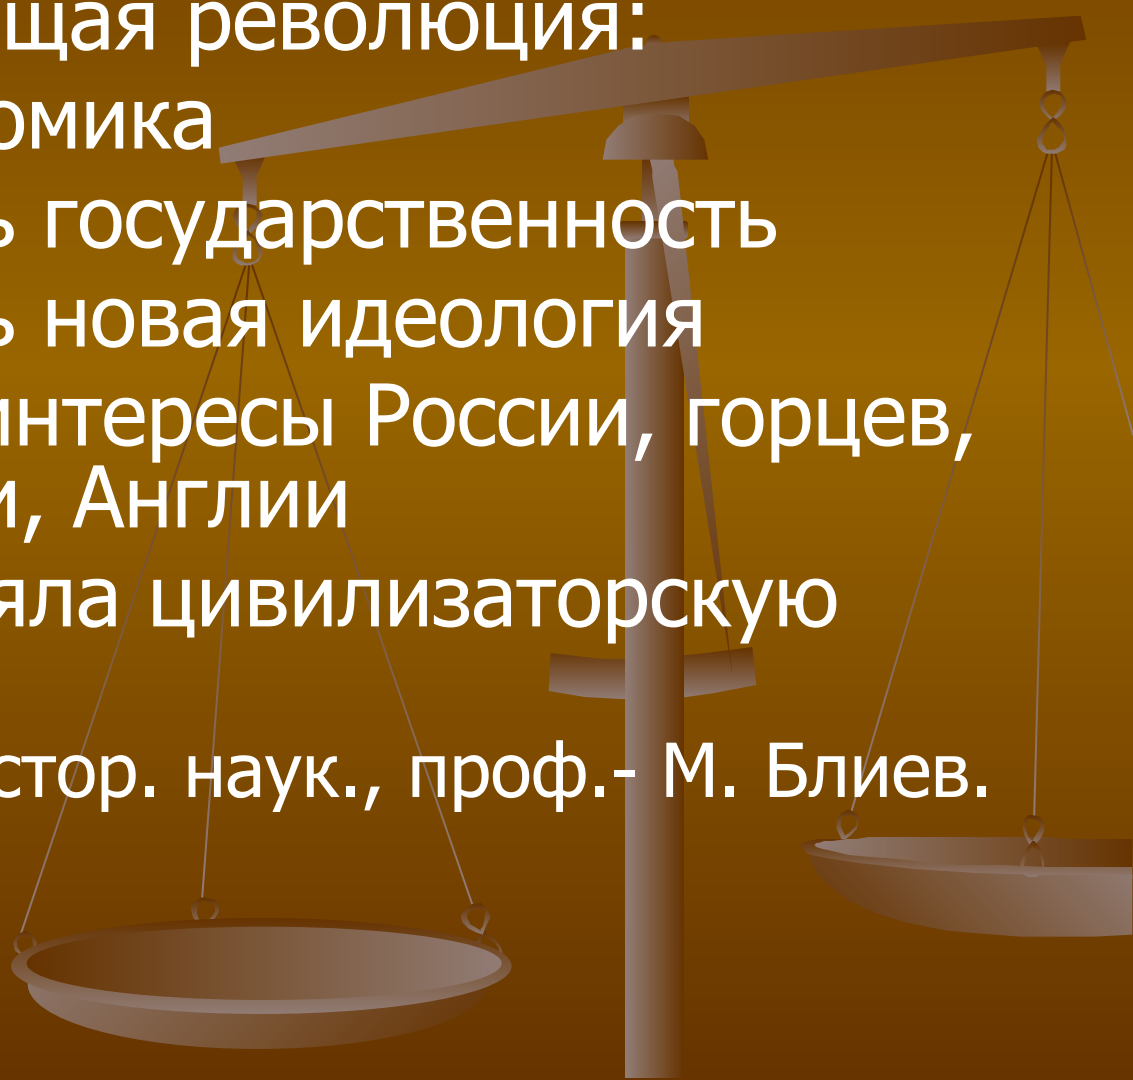 щая революция:
омика
ь государственность
ь новая идеология
интересы России, горцев,
и, Англии
яла цивилизаторскую
стор. наук., проф.- М. Блиев.